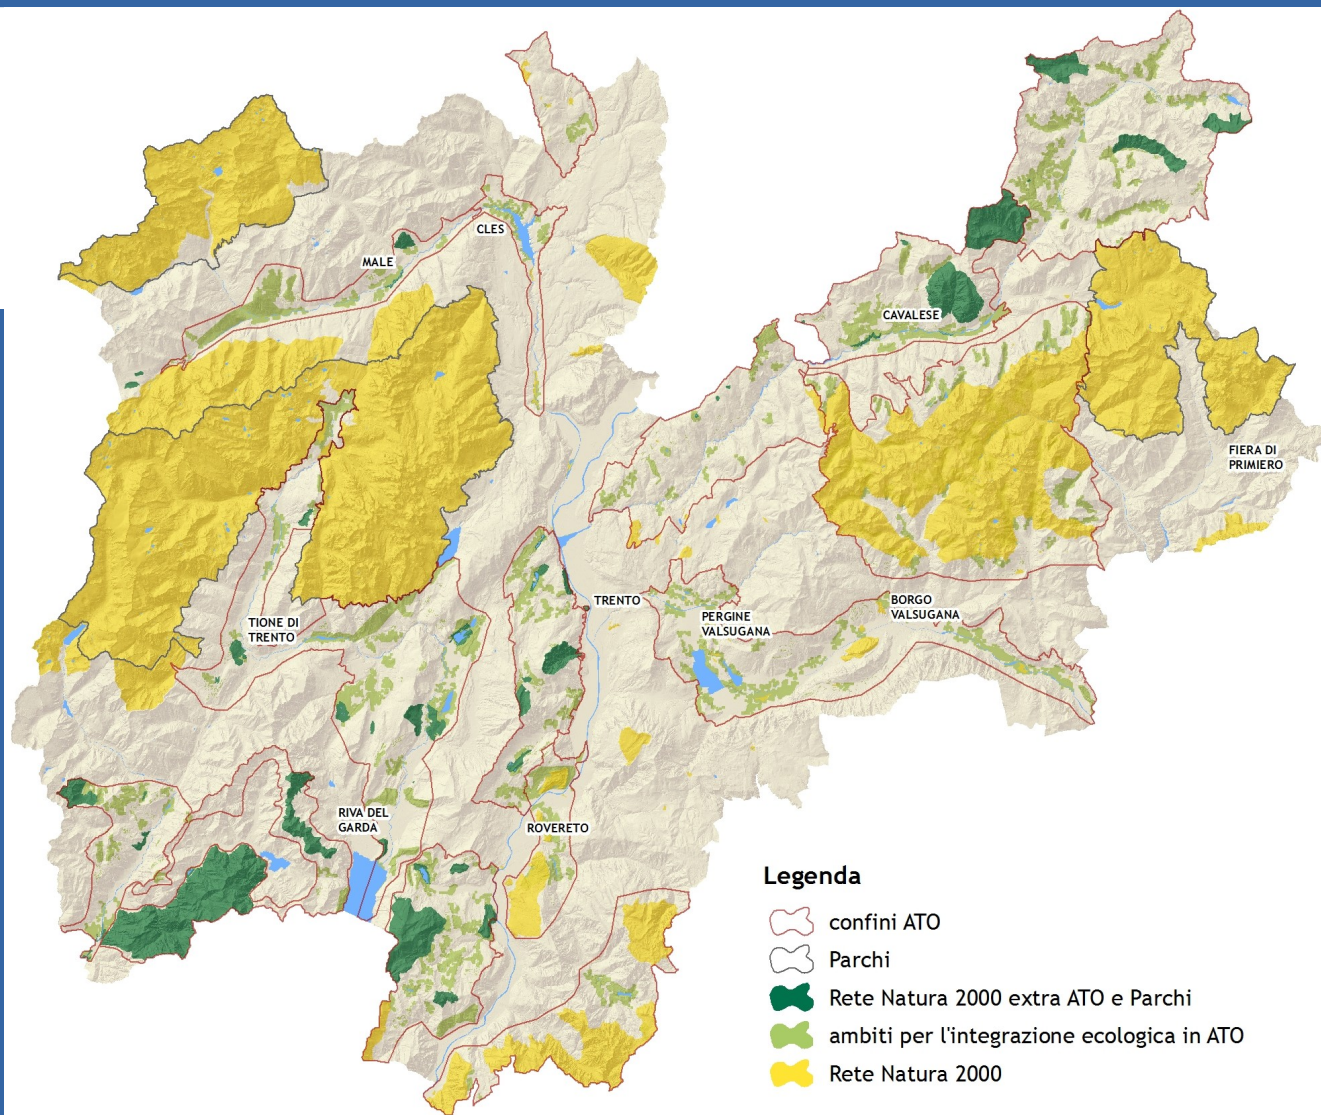 CLES
MALE
CAVALESE
FIERA DI
PRIMIERO
TRENTO
BORGO
VALSUGANA
PERGINE
VALSUGANA
TIONE DI
TRENTO
RIVA DEL
GARDA
ROVERETO
Legenda
confini ATO
Parchi
Rete Natura 2000 extra ATO e Parchi
ambiti per l'integrazione ecologica in ATO
Rete Natura 2000